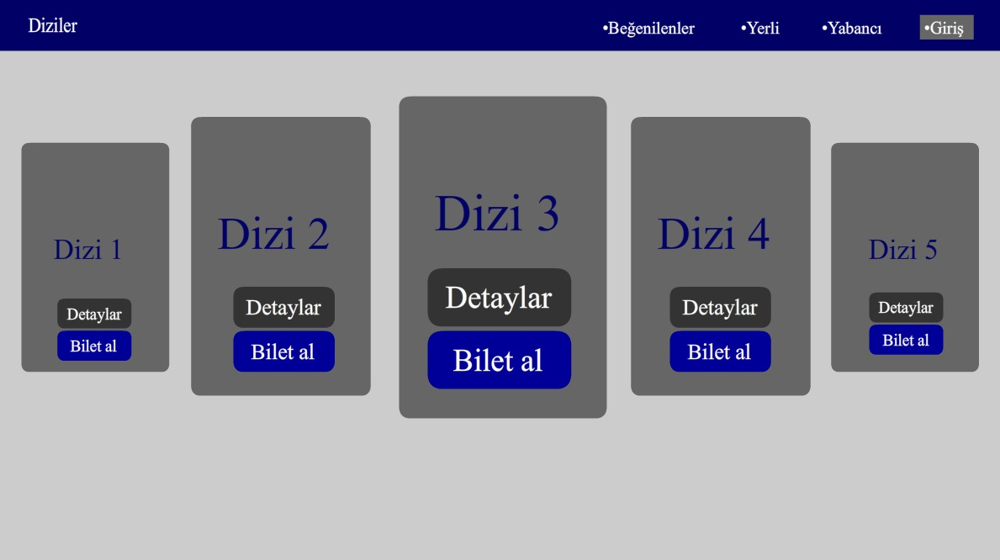 Diziler
•Beğenilenler
•Yerli
•Yabancı
•Giriş
Dizi 1
Detaylar
Bilet al
Dizi 2
Detaylar
Bilet al
Dizi 3
Detaylar
Bilet al
Dizi 4
Detaylar
Bilet al
Dizi 5
Detaylar
Bilet al